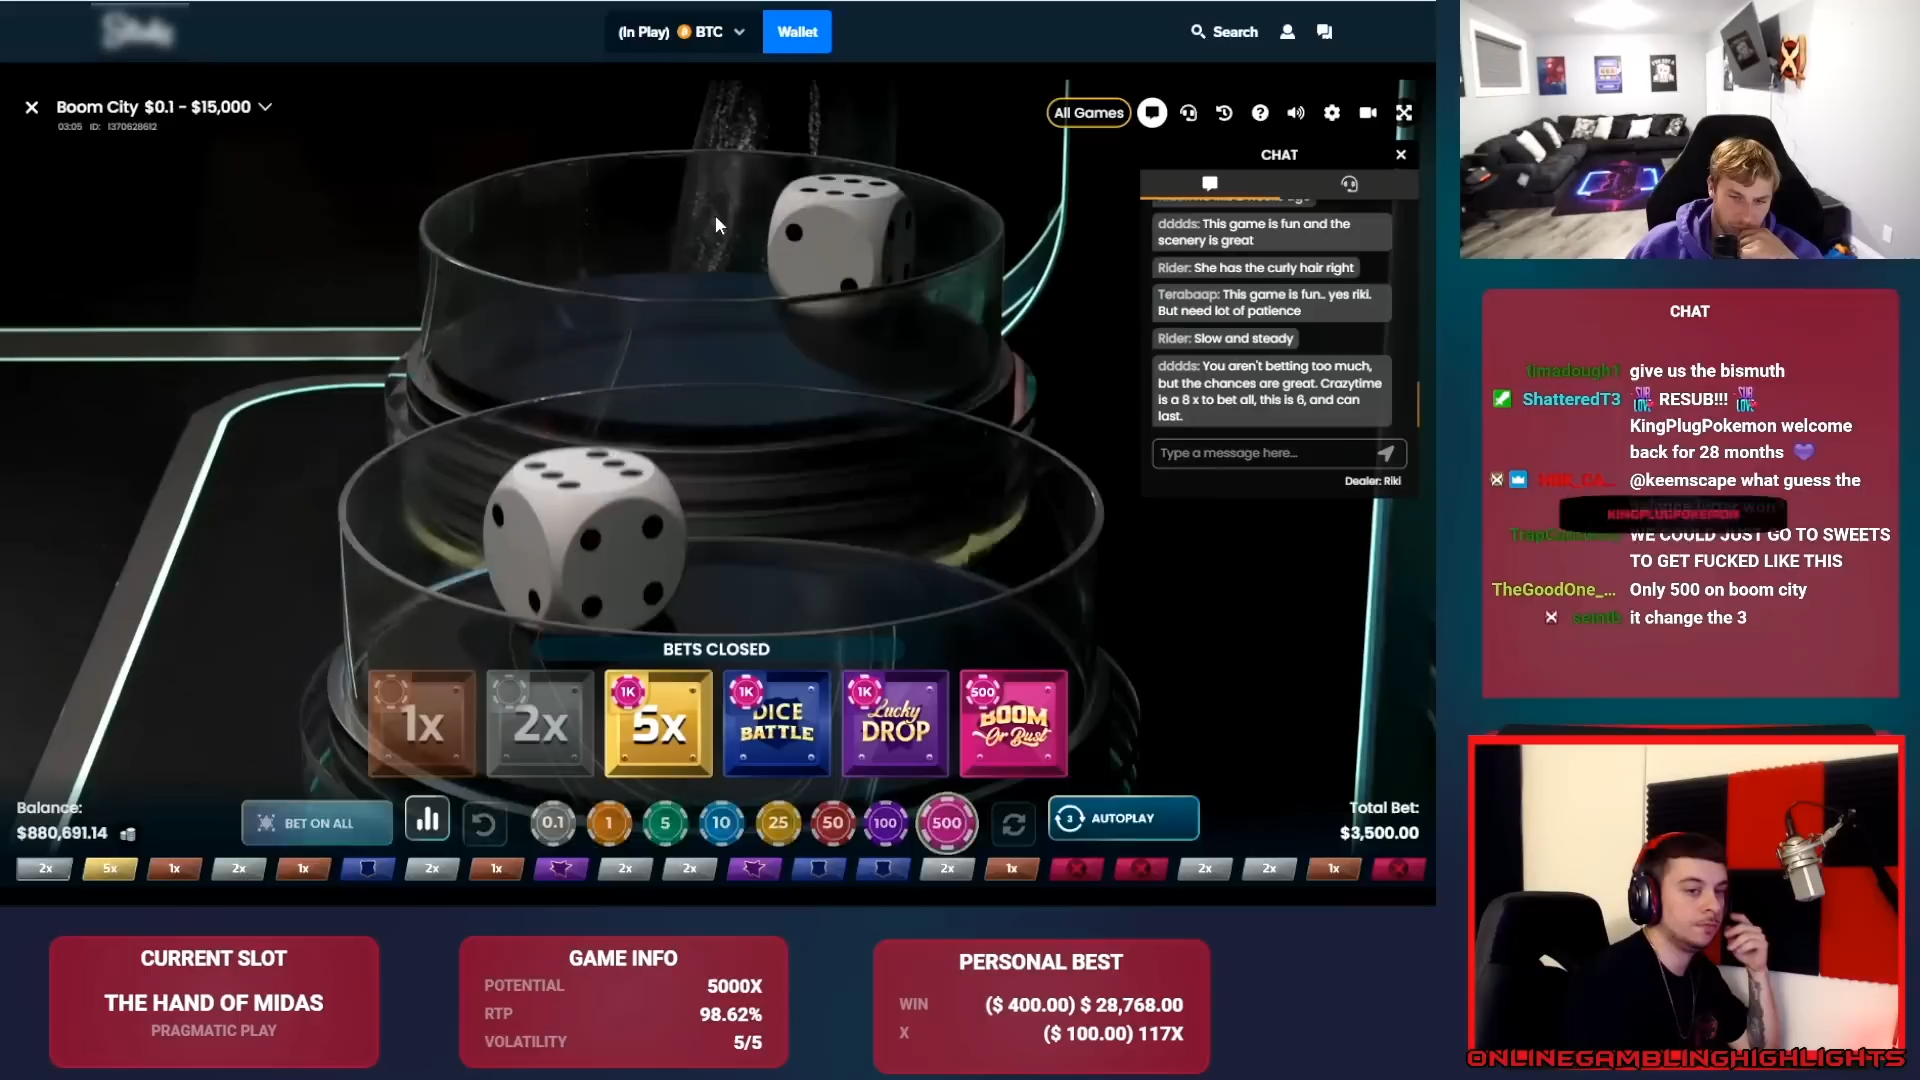 (In Play) BTC
Wallet
Search
Boom City $0.1 - $15,000
03:05 ID: 1370628612
All Games
CHAT
dddds: This game is fun and the
scenery is great
Rider: She has the curly hair right
Terabaap: This game is fun.. yes riki.
But need lot of patience
Rider: Slow and steady
dddds: You aren't betting too much,
but the chances are great. Crazytime
is a 8 x to bet all, this is 6, and can
last.
Type a message here...
Dealer: Riki
BETS CLOSED
1x
2x
1K
5x
1K
DICE
BATTLE
1K
Lucky
DROP
500
BOOM
Or Bust
Balance:
$880,691.14
BET ON ALL
0.1
1
5
10
25
50
100
500
3
AUTOPLAY
Total Bet:
$3,500.00
2x 5x 1x 2x 1x 2x 1x 2x 2x 2x 1x 2x 2x 1x
CURRENT SLOT
THE HAND OF MIDAS
PRAGMATIC PLAY
GAME INFO
POTENTIAL 5000X
RTP 98.62%
VOLATILITY 5/5
PERSONAL BEST
WIN ($ 400.00) $ 28,768.00
X ($ 100.00) 117X
CHAT
timadough1 give us the bismuth
ShatteredT3 RESUB!!!
KingPlugPokemon welcome
back for 28 months
@keemscape what guess the
KINGPLUGPOKEMON
WE COULD JUST GO TO SWEETS
TO GET FUCKED LIKE THIS
TheGoodOne_... Only 500 on boom city
it change the 3
ONLINEGAMBLINGHIGHLIGHTS